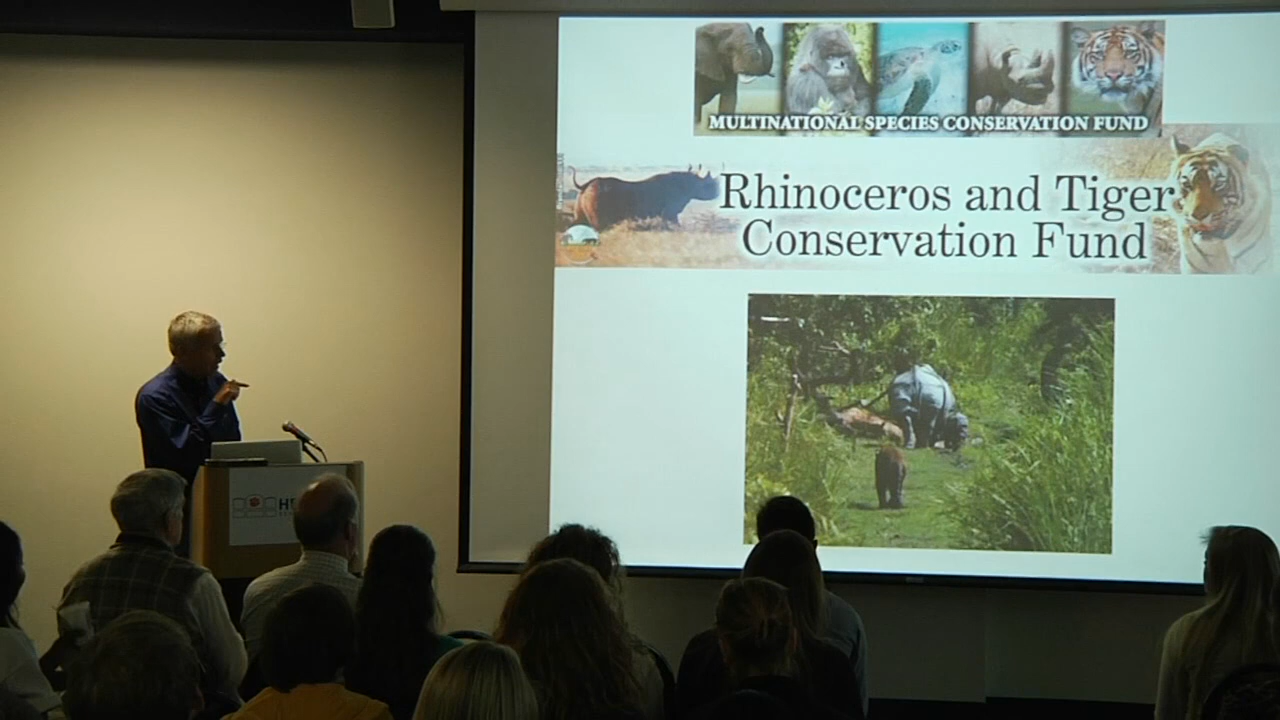 MULTINATIONAL SPECIES CONSERVATION FUND
Rhinoceros and Tiger
Conservation Fund